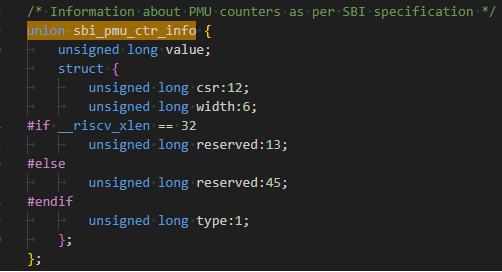 /* Information about PMU counters as per SBI specification */
union sbi_pmu_ctr_info {
unsigned long value;
struct {
unsigned long csr:12;
unsigned long width:6;
#if __riscv_xlen == 32
unsigned long reserved:13;
#else
unsigned long reserved:45;
#endif
unsigned long type:1;
};
};